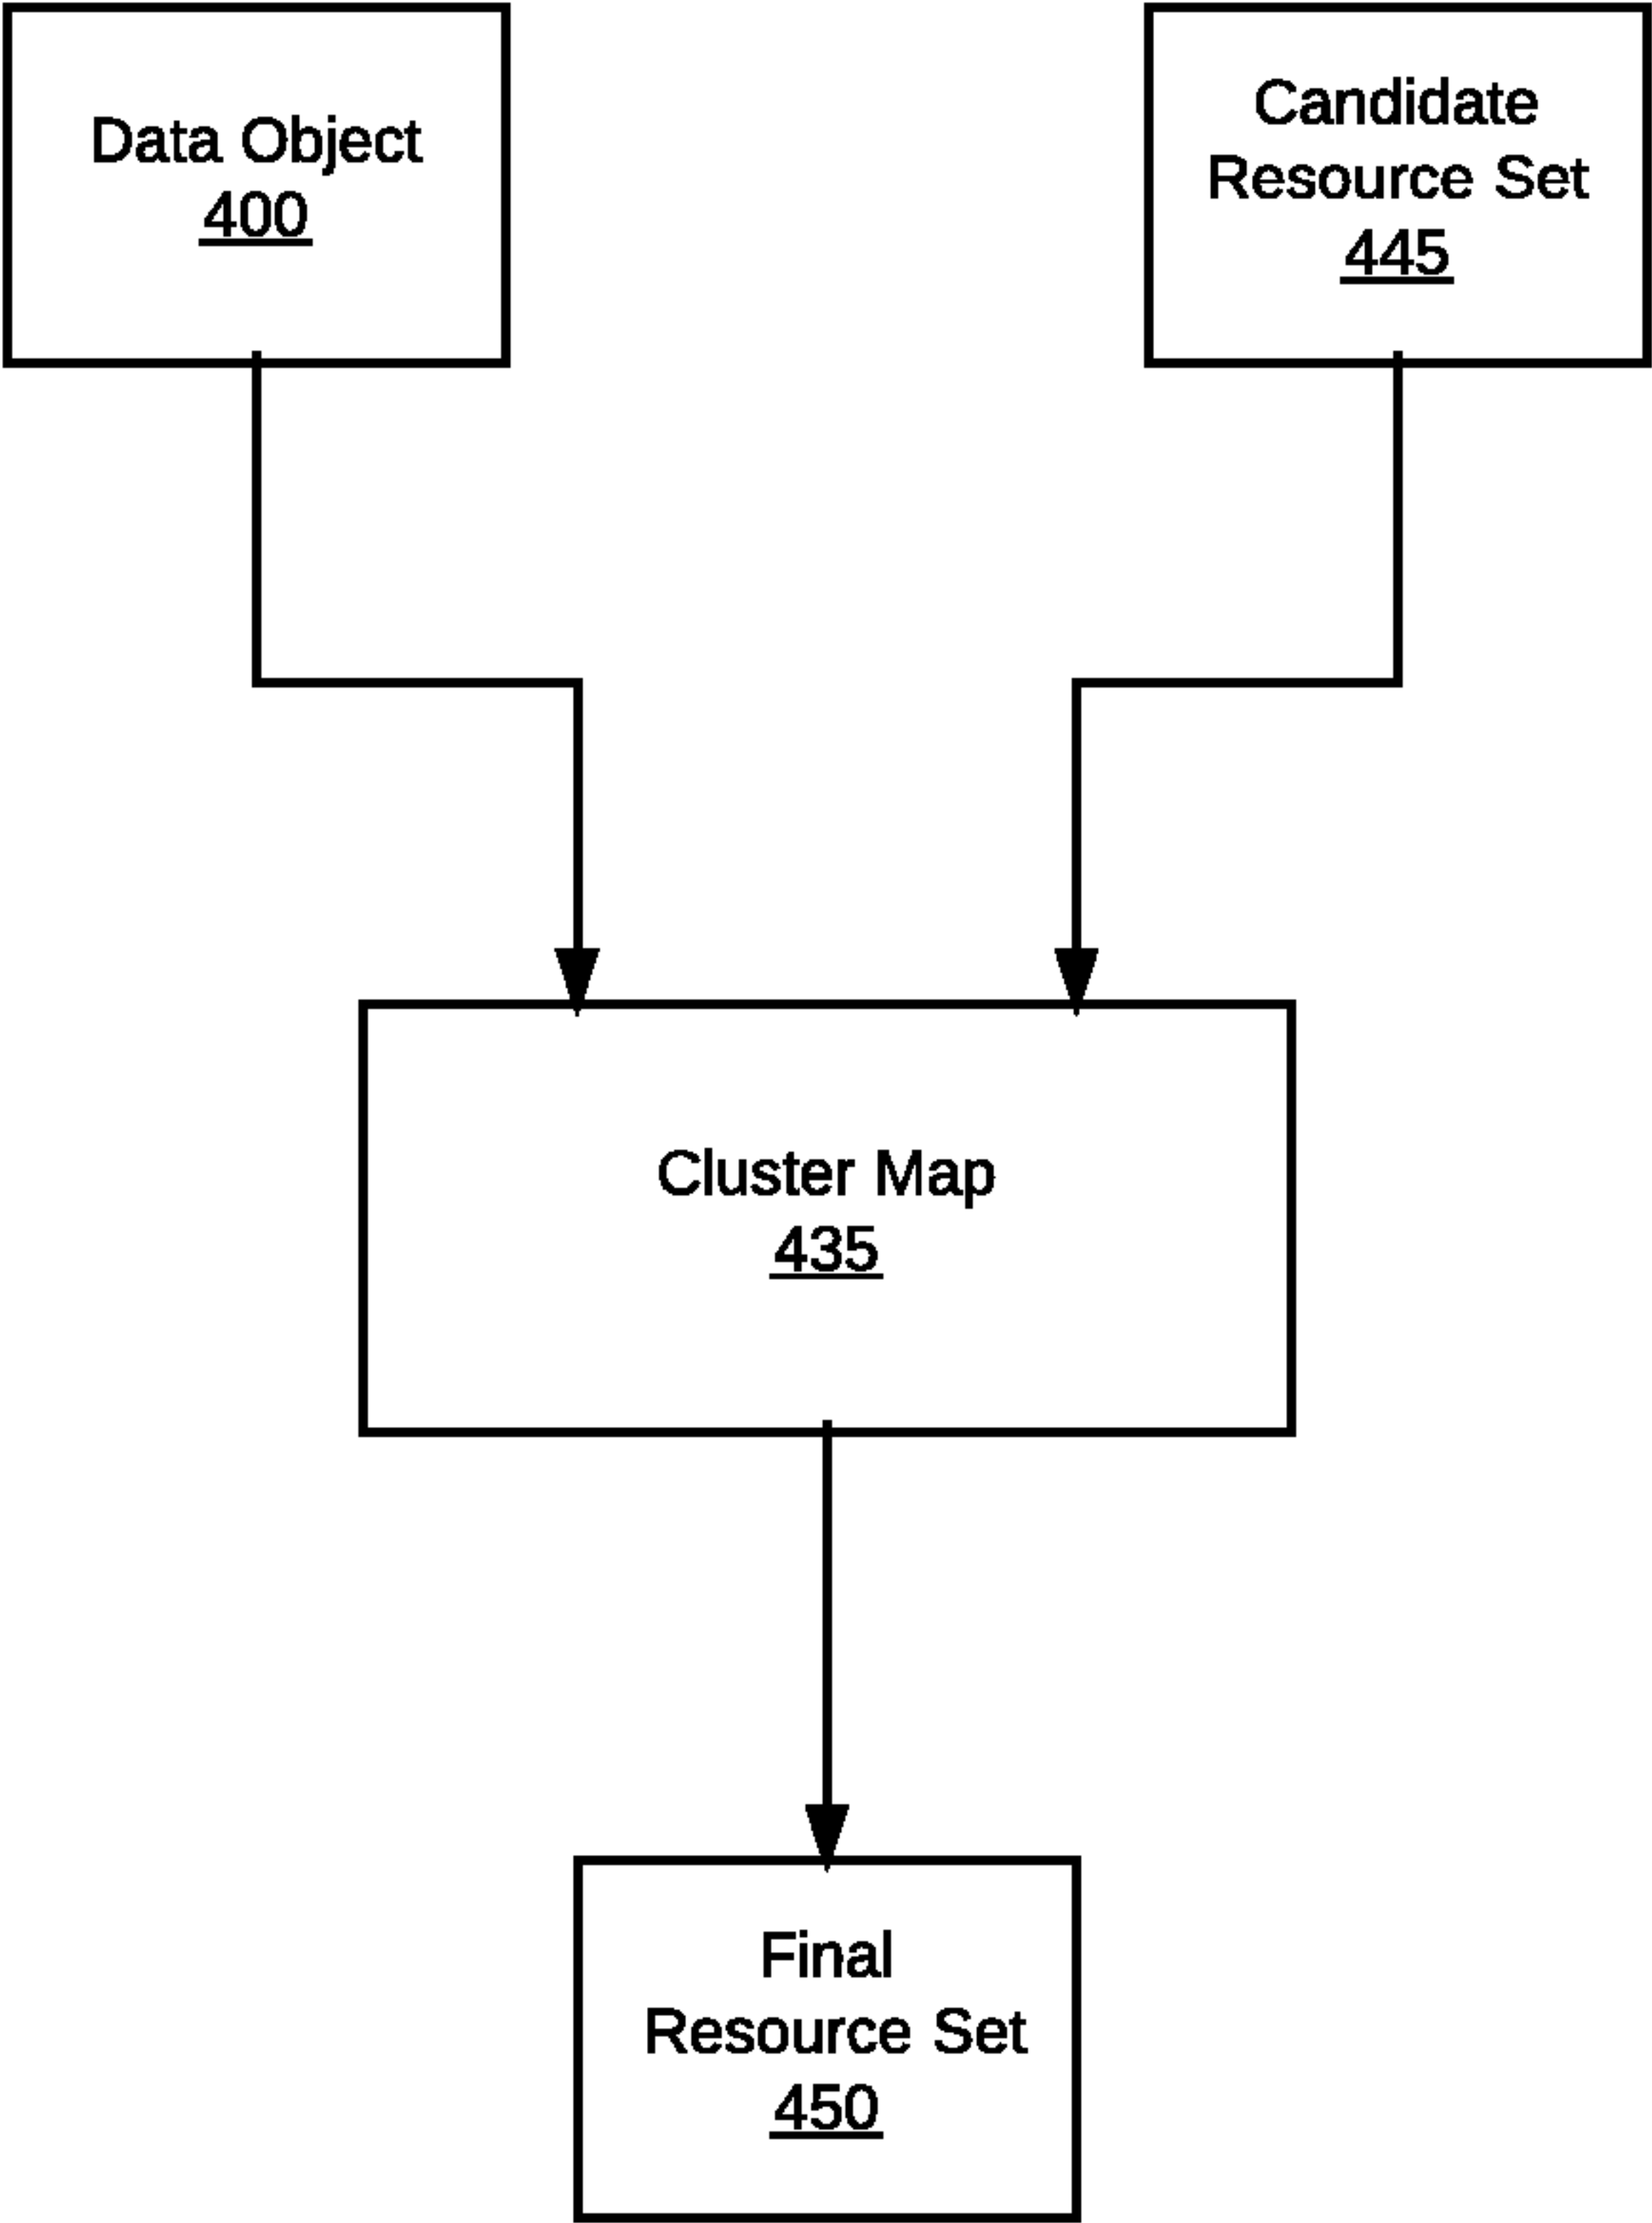 Data Object
400
Candidate
Resource Set
445
Cluster Map
435
Final
Resource Set
450